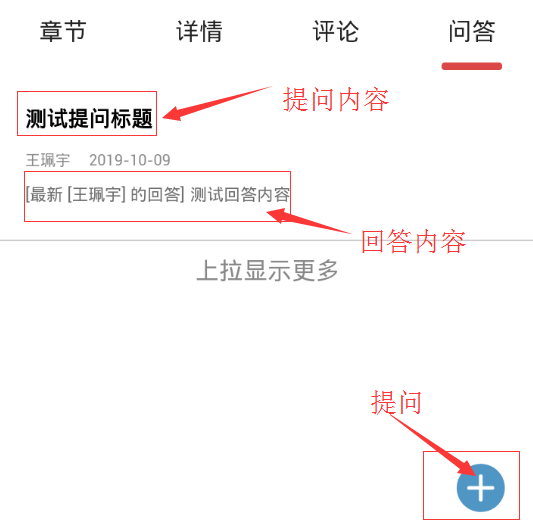 章节 详情 评论 问答
提问内容
测试提问标题
王珮宇 2019-10-09
[最新 [王珮宇] 的回答] 测试回答内容
回答内容
上拉显示更多
提问